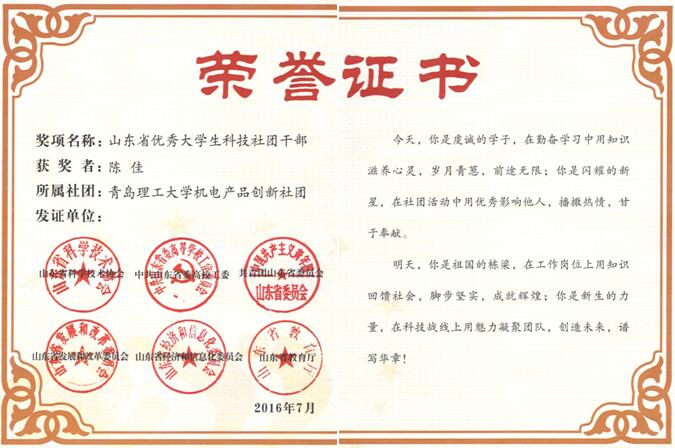 荣誉证书
奖项名称：山东省优秀大学生科技社团干部
获奖者：陈 佳
所属社团：青岛理工大学机电产品创新社团
发证单位：
山东省科学技术协会
中共山东省委高校工委
共青团山东省委员会
山东省委员会
山东省发展和改革委员会
山东省经济和信息化委员会
山东省教育厅
2016年7月
今天，你是虔诚的学子，在勤奋学习中用知识
滋养心灵，岁月青葱，前途无限；你是闪耀的新
星，在社团活动中用优秀影响他人，播撒热情，甘
于奉献。
明天，你是祖国的栋梁，在工作岗位上用知识
回馈社会，脚步坚实，成就辉煌；你是新生的力
量，在科技战线上用魅力凝聚团队，创造未来，谱
写华章！